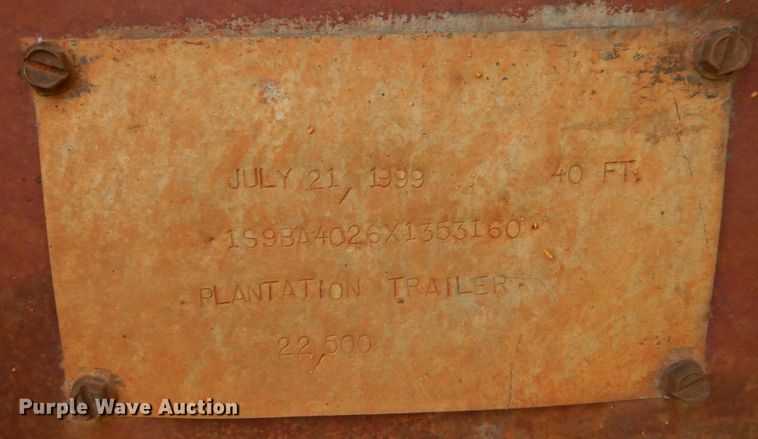 JULY 21, 1999 40 FT.
1S9BA4026X1353160
PLANTATION TRAILER
22,500
Purple Wave Auction